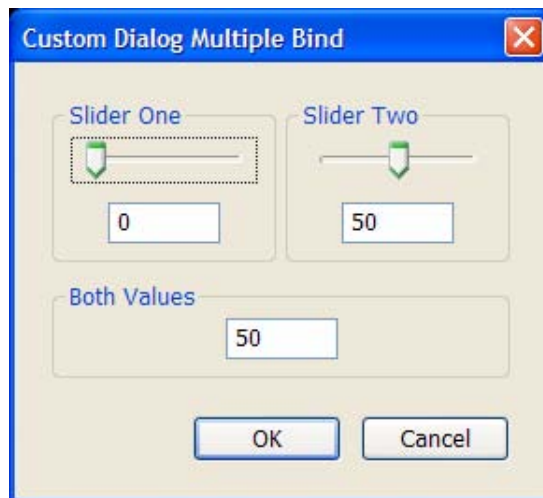 Custom Dialog Multiple Bind
Slider One
Slider Two
0
50
Both Values
50
OK
Cancel